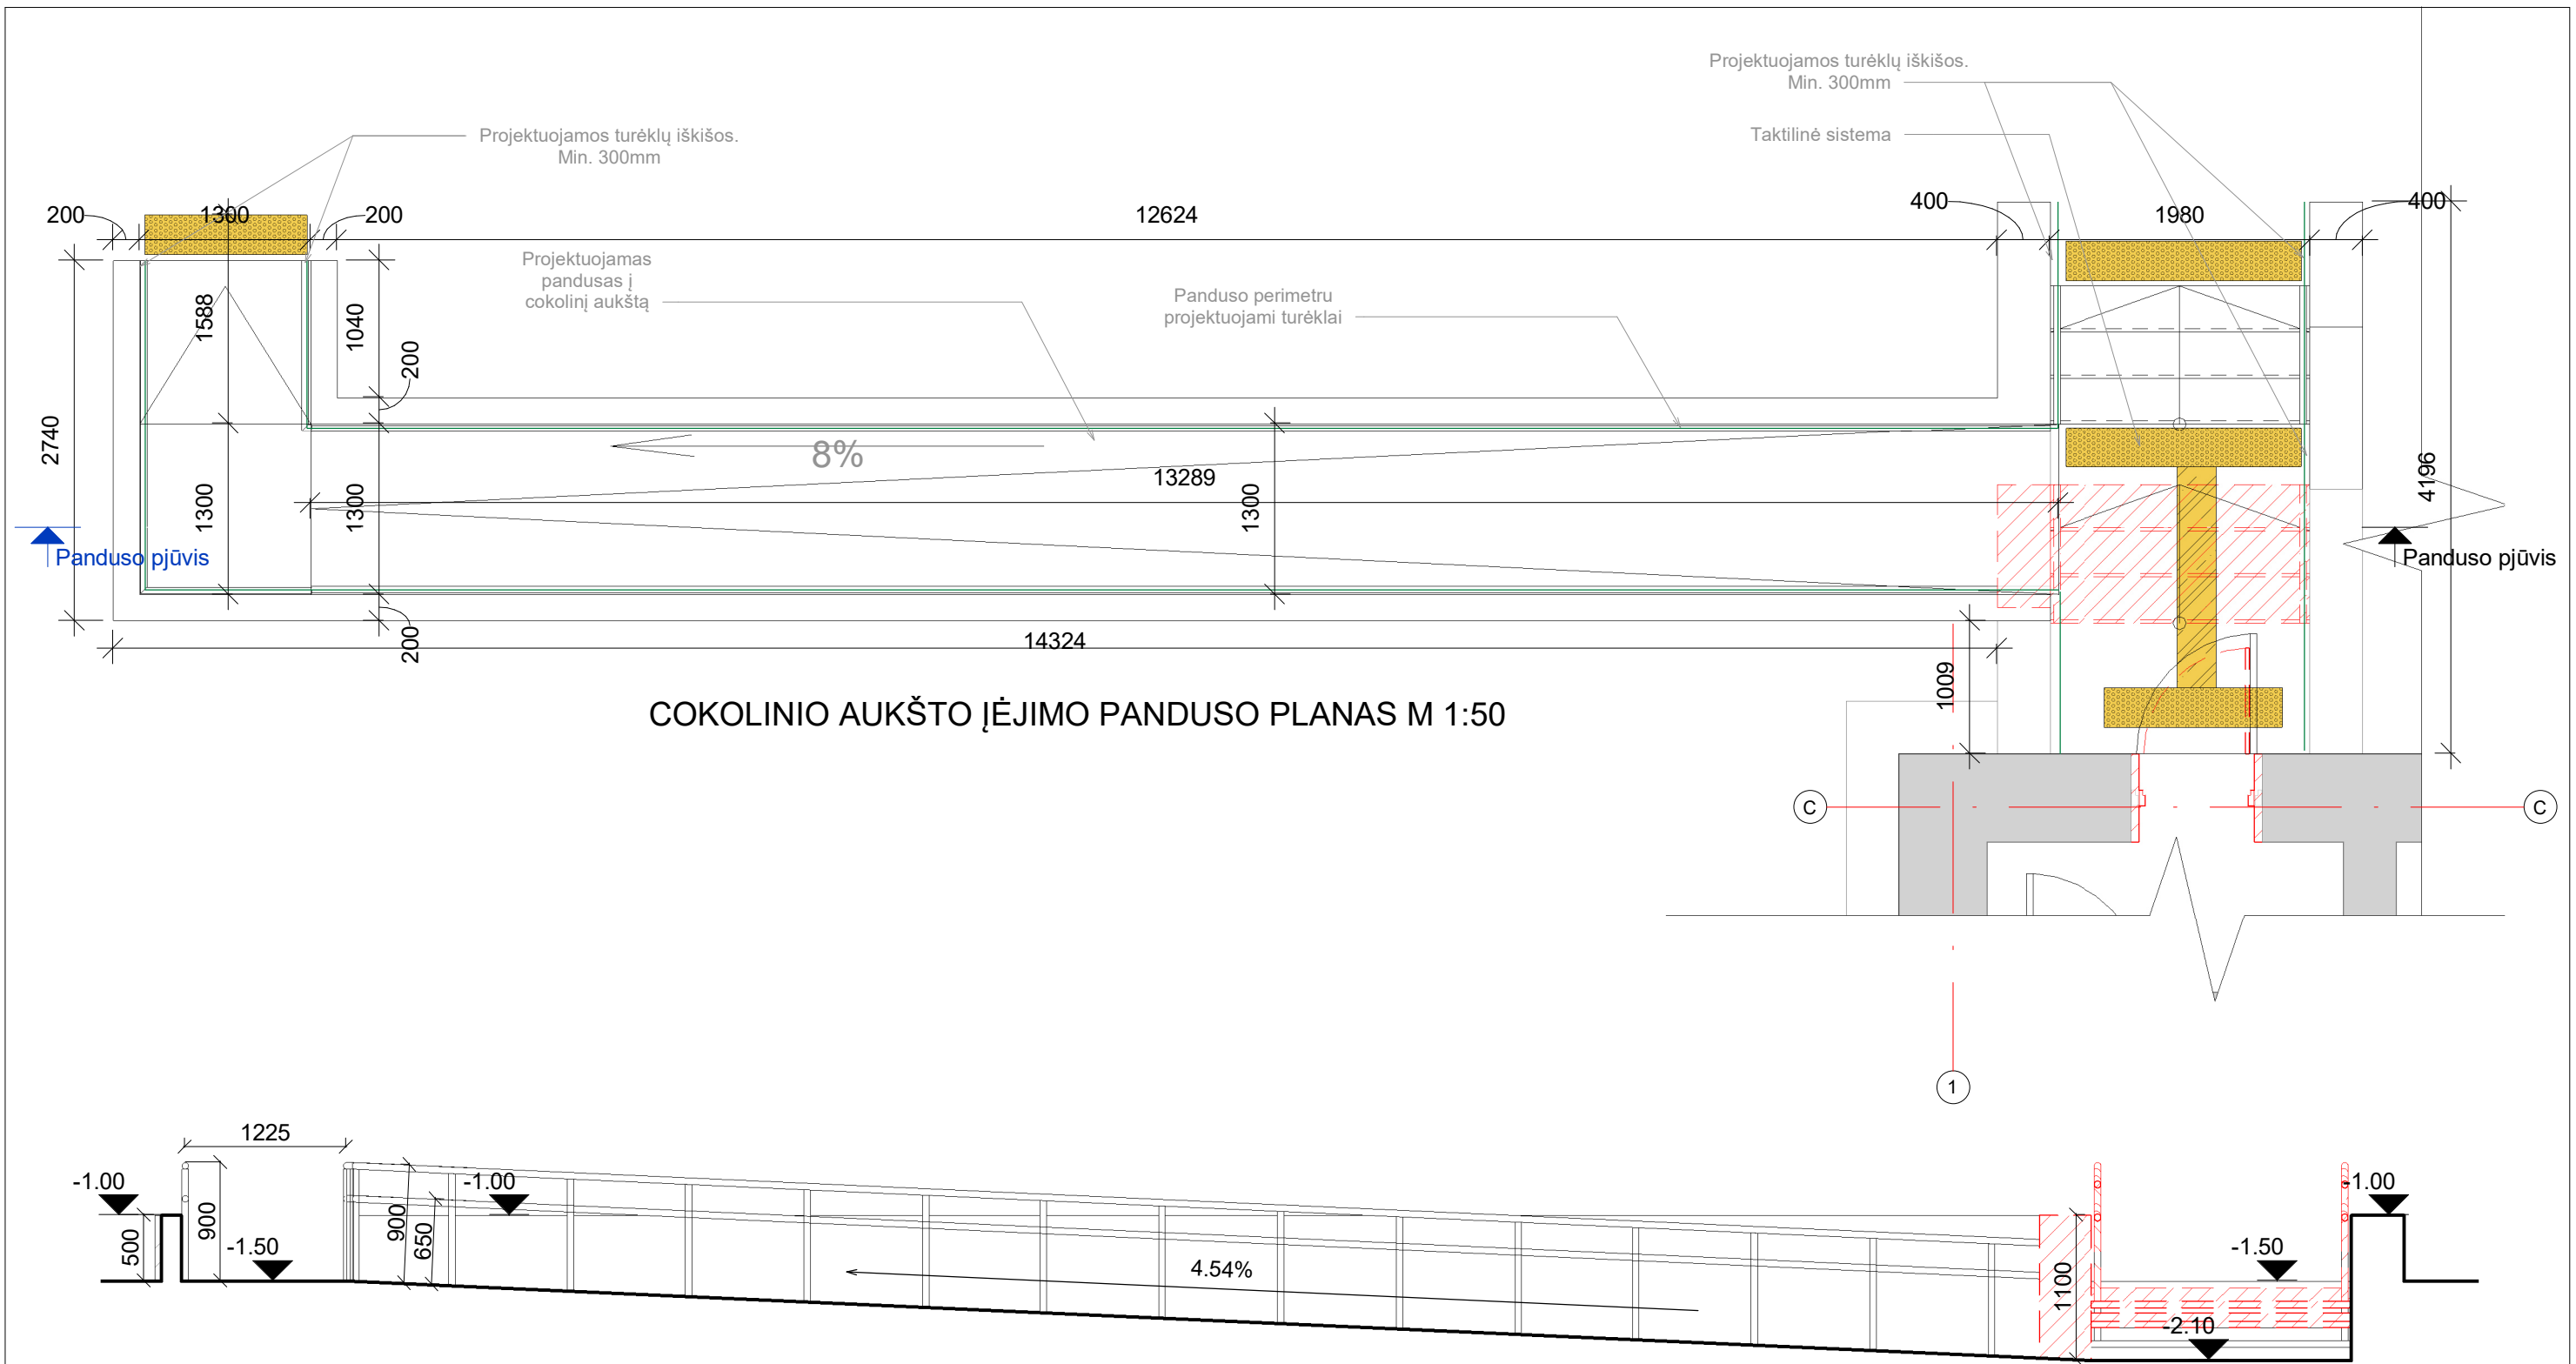 Projektuojamos turėklų iškišos.
Min. 300mm
Taktilinė sistema
Projektuojamos turėklų iškišos.
Min. 300mm
200
1300
200
12624
400
1980
400
Projektuojamas
pandusas į
cokolinį aukštą
Panduso perimetru
projektuojami turėklai
1588
1040
200
2740
8%
13289
1300
1300
1300
4196
Panduso pjūvis
Panduso pjūvis
200
14324
1009
COKOLINIO AUKŠTO ĮĖJIMO PANDUSO PLANAS M 1:50
C
C
1
1225
-1.00
-1.00
-1.00
500
900
-1.50
900
650
4.54%
1100
-1.50
-2.10